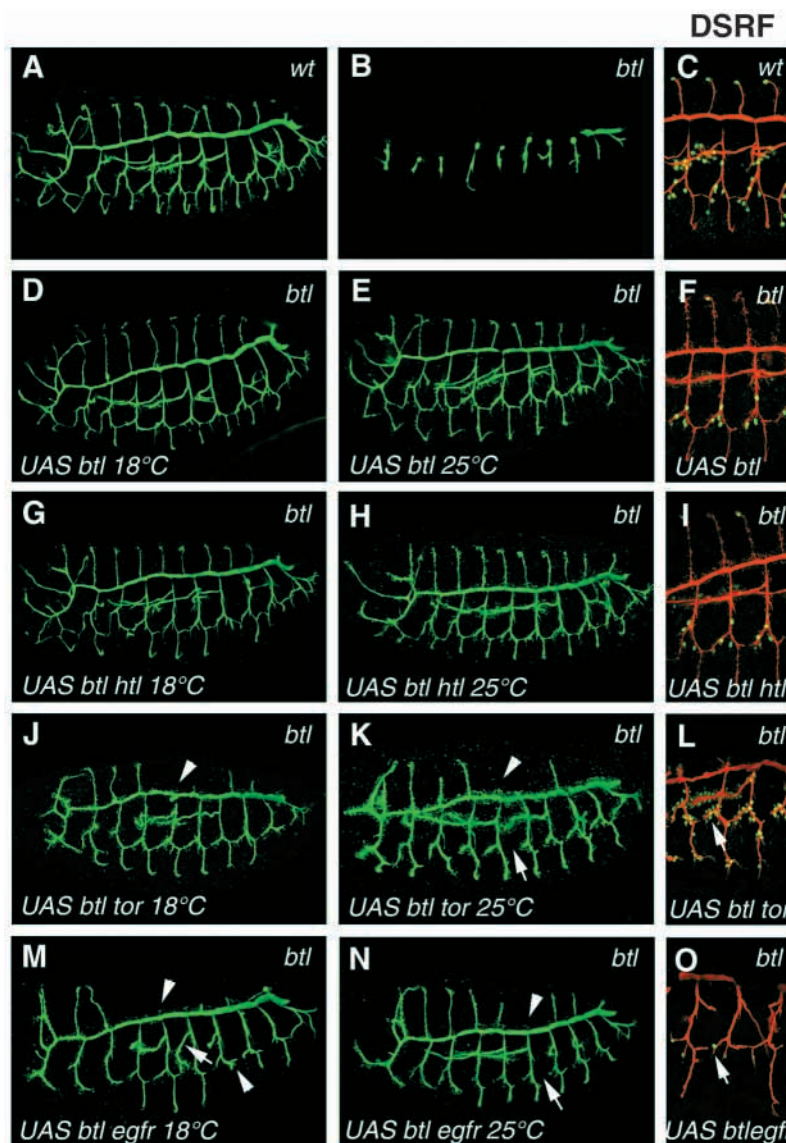 DSRF
A wt
B btl
C wt
D btl
UAS btl 18°C
E btl
UAS btl 25°C
F btl
UAS btl
G btl
UAS btl htl 18°C
H btl
UAS btl htl 25°C
I btl
UAS btl htl
J btl
UAS btl tor 18°C
K btl
UAS btl tor 25°C
L btl
UAS btl tor
M btl
UAS btl egfr 18°C
N btl
UAS btl egfr 25°C
O btl
UAS btlegf